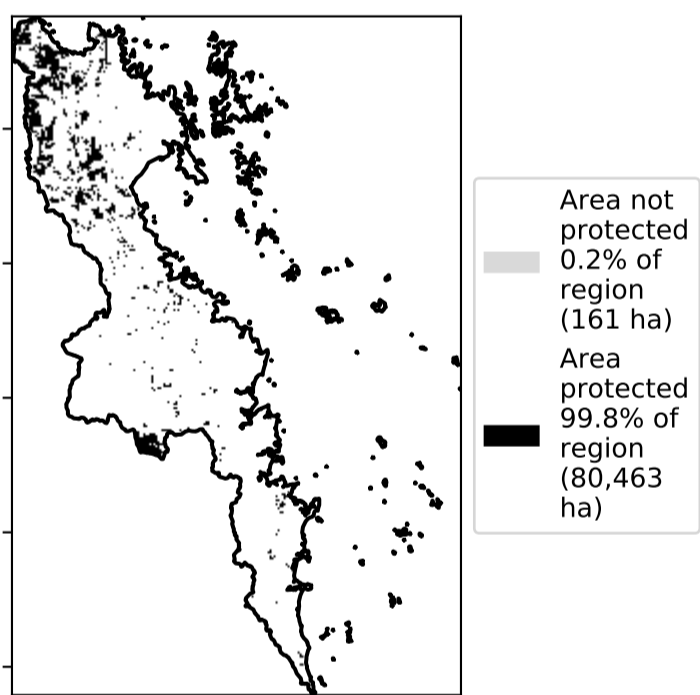 Area not
protected
0.2% of
region
(161 ha)
Area
protected
99.8% of
region
(80,463
ha)